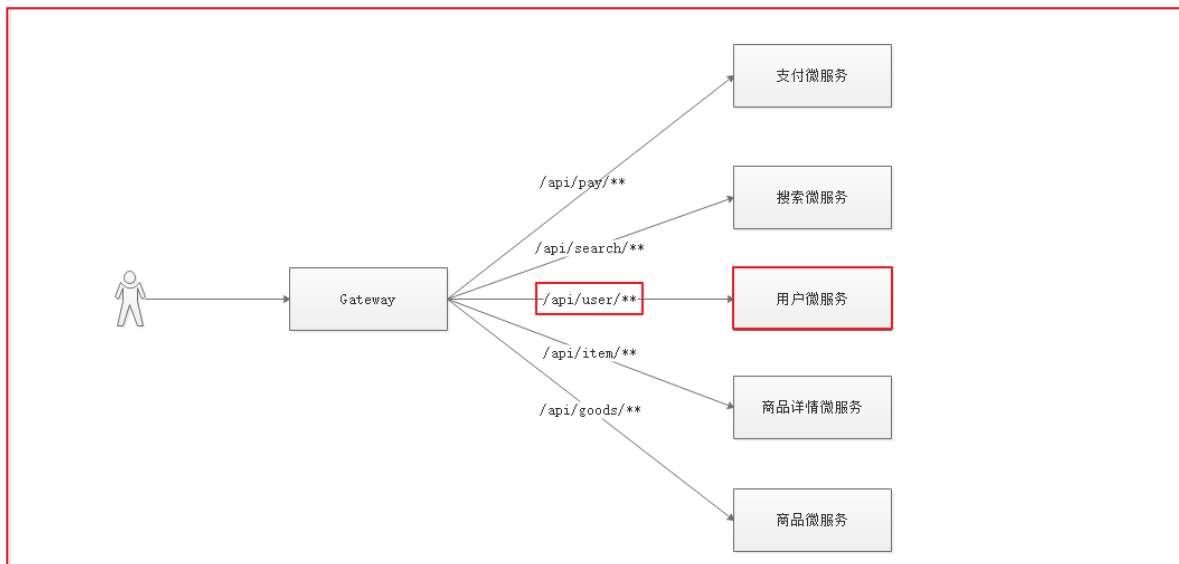 支付微服务
/api/pay/**
搜索微服务
/api/search/**
Gateway
/api/user/**
用户微服务
/api/item/**
商品详情微服务
/api/goods/**
商品微服务